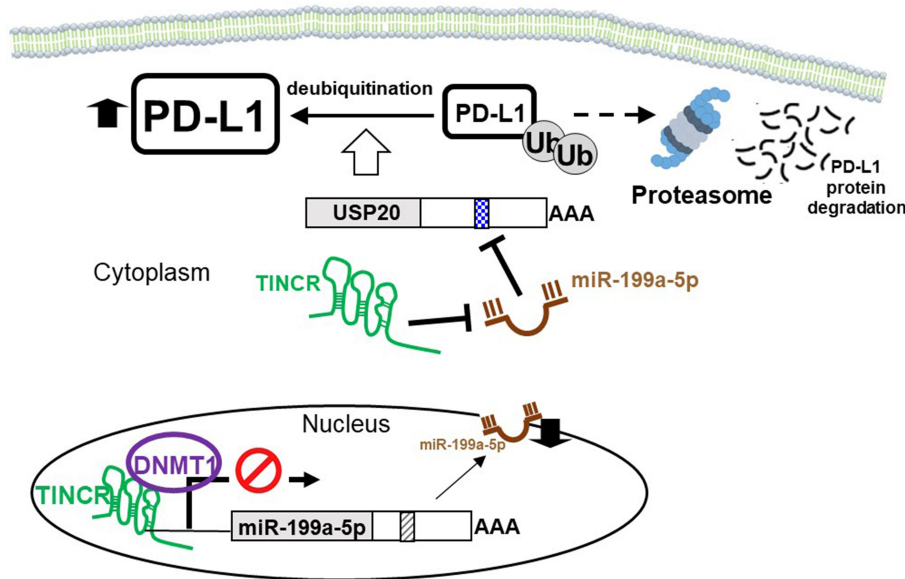 deubiquitination
PD-L1
PD-L1
Ub
Ub
Proteasome
PD-L1
protein
degradation
USP20
AAA
Cytoplasm
TINCR
miR-199a-5p
Nucleus
miR-199a-5p
DNMT1
TINCR
miR-199a-5p
AAA